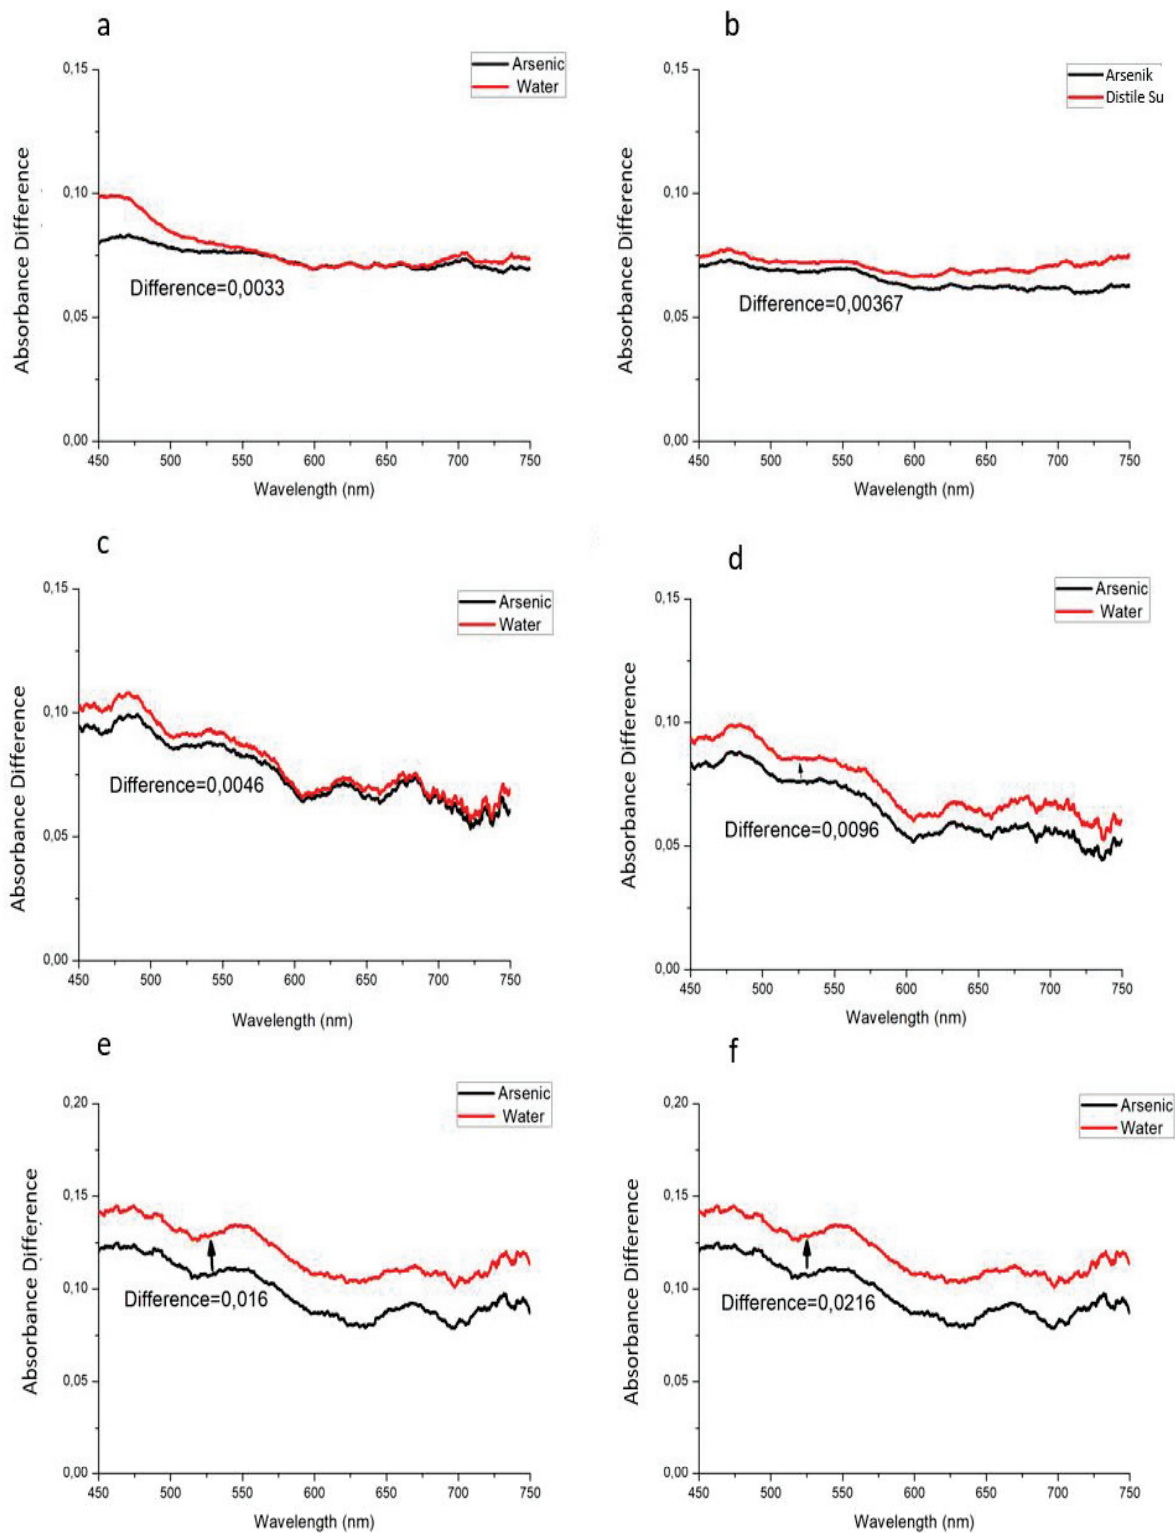 a
Arsenic
Water
0,15
0,10
0,05
0,00
Absorbance Difference
Difference=0,0033
450 500 550 600 650 700 750
Wavelength (nm)
b
Arsenik
Distile Su
0,15
0,10
0,05
0,00
Absorbance Difference
Difference=0,00367
450 500 550 600 650 700 750
Wavelength (nm)
c
Arsenic
Water
0,15
0,10
0,05
0,00
Absorbance Difference
Difference=0,0046
450 500 550 600 650 700 750
Wavelength (nm)
d
Arsenic
Water
0,15
0,10
0,05
0,00
Absorbance Difference
Difference=0,0096
450 500 550 600 650 700 750
Wavelength (nm)
e
Arsenic
Water
0,20
0,15
0,10
0,05
0,00
Absorbance Difference
Difference=0,016
450 500 550 600 650 700 750
Wavelength (nm)
f
Arsenic
Water
0,20
0,15
0,10
0,05
0,00
Absorbance Difference
Difference=0,0216
450 500 550 600 650 700 750
Wavelength (nm)